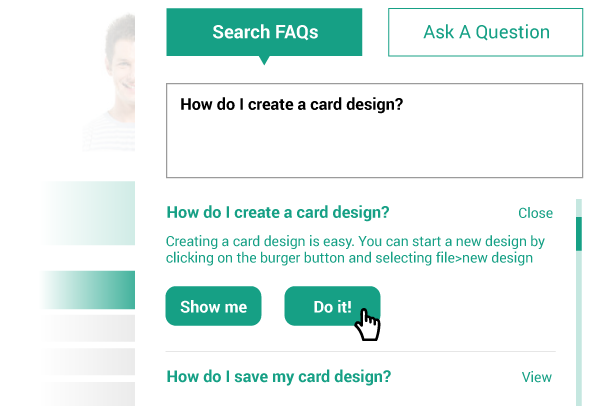 Search FAQs
Ask A Question
How do I create a card design?
How do I create a card design?
Close
Creating a card design is easy. You can start a new design by
clicking on the burger button and selecting file>new design
Show me
Do it!
How do I save my card design?
View